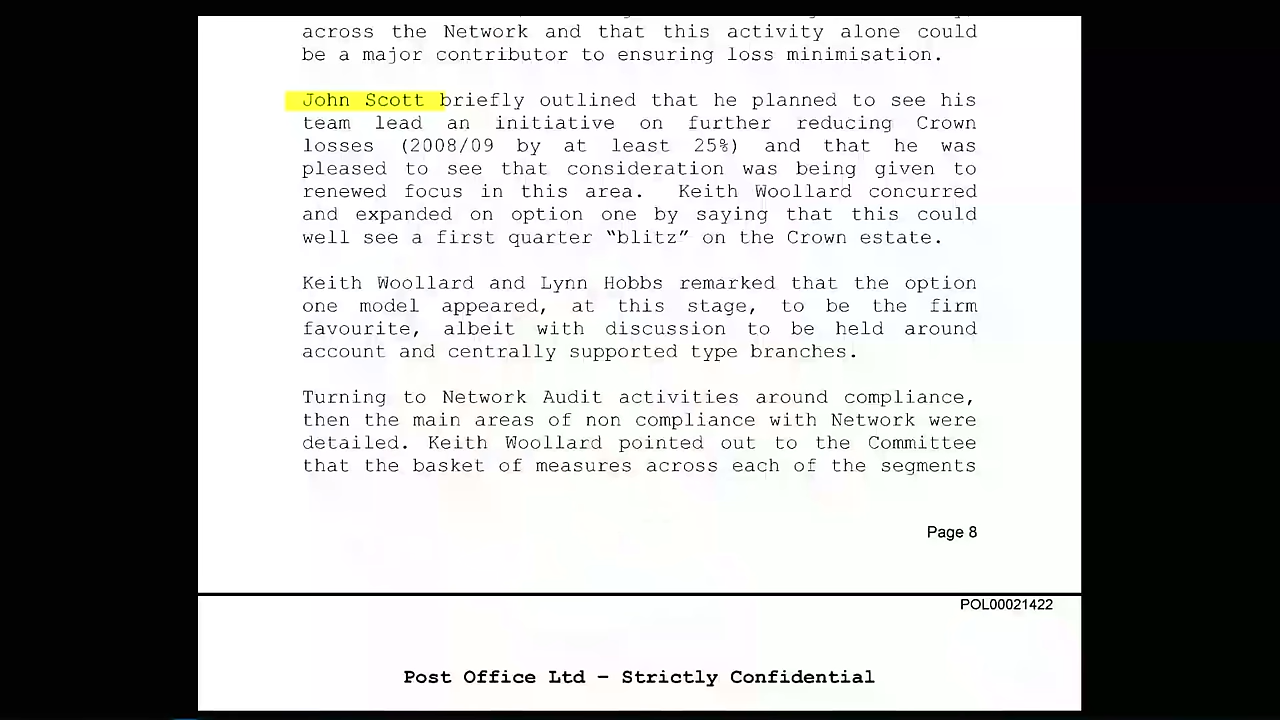 across the Network and that this activity alone could
be a major contributor to ensuring loss minimisation.
John Scott briefly outlined that he planned to see his
team lead an initiative on further reducing Crown
losses (2008/09 by at least 25%) and that he was
pleased to see that consideration was being given to
renewed focus in this area. Keith Woollard concurred
and expanded on option one by saying that this could
well see a first quarter “blitz” on the Crown estate.
Keith Woollard and Lynn Hobbs remarked that the option
one model appeared, at this stage, to be the firm
favourite, albeit with discussion to be held around
account and centrally supported type branches.
Turning to Network Audit activities around compliance,
then the main areas of non compliance with Network were
detailed. Keith Woollard pointed out to the Committee
that the basket of measures across each of the segments
Page 8
POL00021422
Post Office Ltd – Strictly Confidential